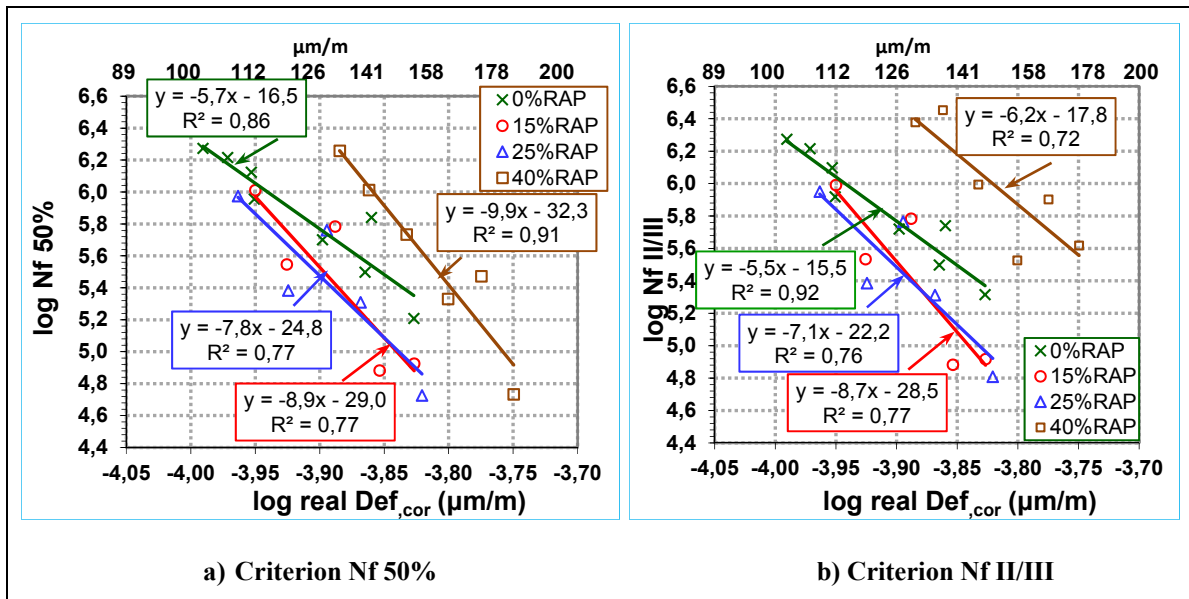 µm/m
89 100 112 126 141 158 178 200
6,6
6,4
6,2
6,0
5,8
5,6
5,4
5,2
5,0
4,8
4,6
4,4
log Nf 50%
y = -5,7x - 16,5
R² = 0,86
0%RAP
15%RAP
25%RAP
40%RAP
y = -9,9x - 32,3
R² = 0,91
y = -7,8x - 24,8
R² = 0,77
y = -8,9x - 29,0
R² = 0,77
-4,00 -3,95 -3,90 -3,85 -3,80 -3,75 -3,70
log real Def,cor (µm/m)
a) Criterion Nf 50%
µm/m
89 100 112 126 141 158 178 200
6,6
6,4
6,2
6,0
5,8
5,6
5,4
5,2
5,0
4,8
4,6
4,4
log Nf II/III
y = -6,2x - 17,8
R² = 0,72
y = -5,5x - 15,5
R² = 0,92
y = -7,1x - 22,2
R² = 0,76
y = -8,7x - 28,5
R² = 0,77
0%RAP
15%RAP
25%RAP
40%RAP
-4,05 -4,00 -3,95 -3,90 -3,85 -3,80 -3,75 -3,70
log real Def,cor (µm/m)
b) Criterion Nf II/III